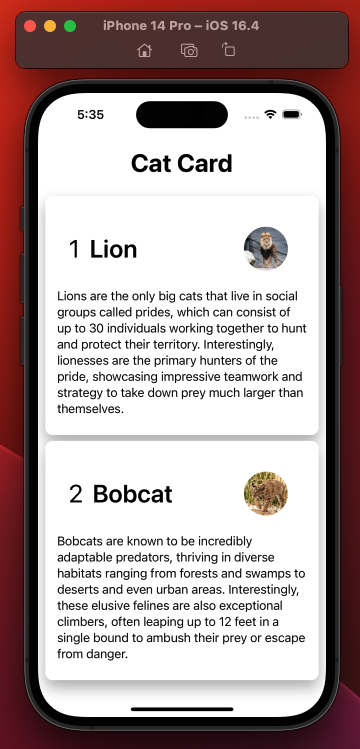 iPhone 14 Pro – iOS 16.4
5:35
Cat Card
1 Lion
Lions are the only big cats that live in social
groups called prides, which can consist of
up to 30 individuals working together to hunt
and protect their territory. Interestingly,
lionesses are the primary hunters of the
pride, showcasing impressive teamwork and
strategy to take down prey much larger than
themselves.
2 Bobcat
Bobcats are known to be incredibly
adaptable predators, thriving in diverse
habitats ranging from forests and swamps to
deserts and even urban areas. Interestingly,
these elusive felines are also exceptional
climbers, often leaping up to 12 feet in a
single bound to ambush their prey or escape
from danger.